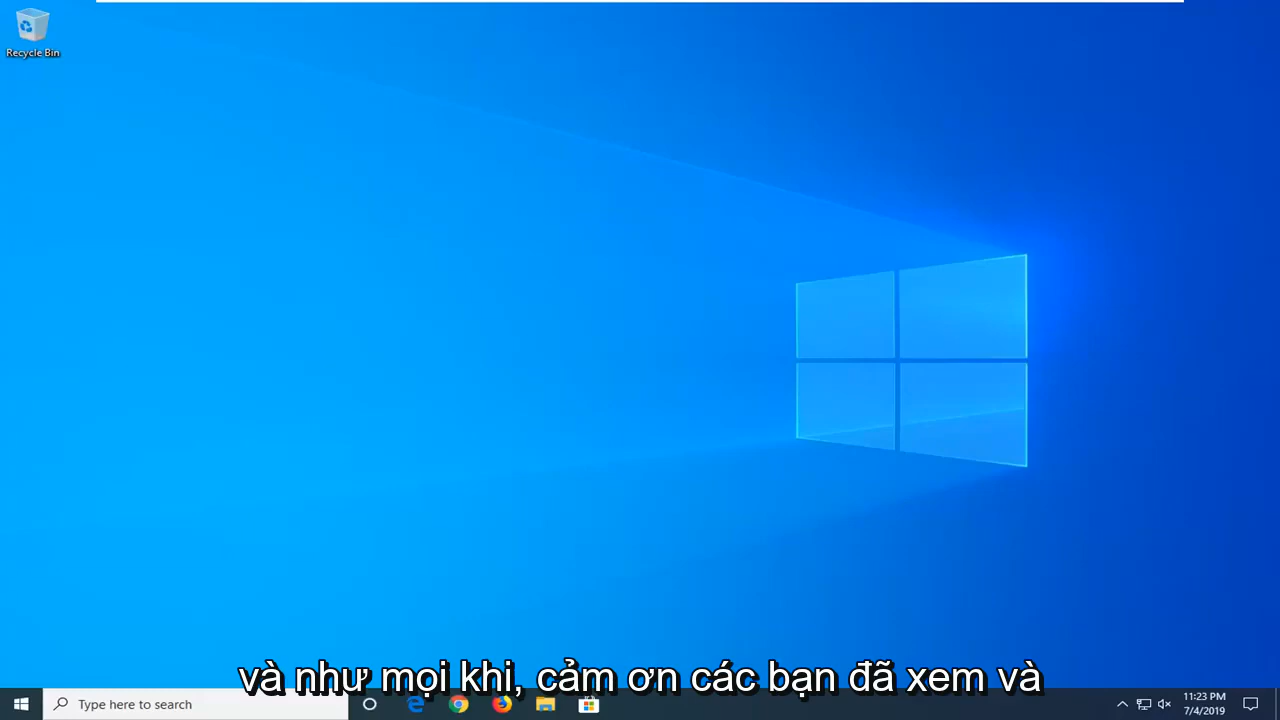 Recycle Bin
và như mọi khi, cảm ơn các bạn đã xem và
Type here to search
11:23 PM
7/4/2019